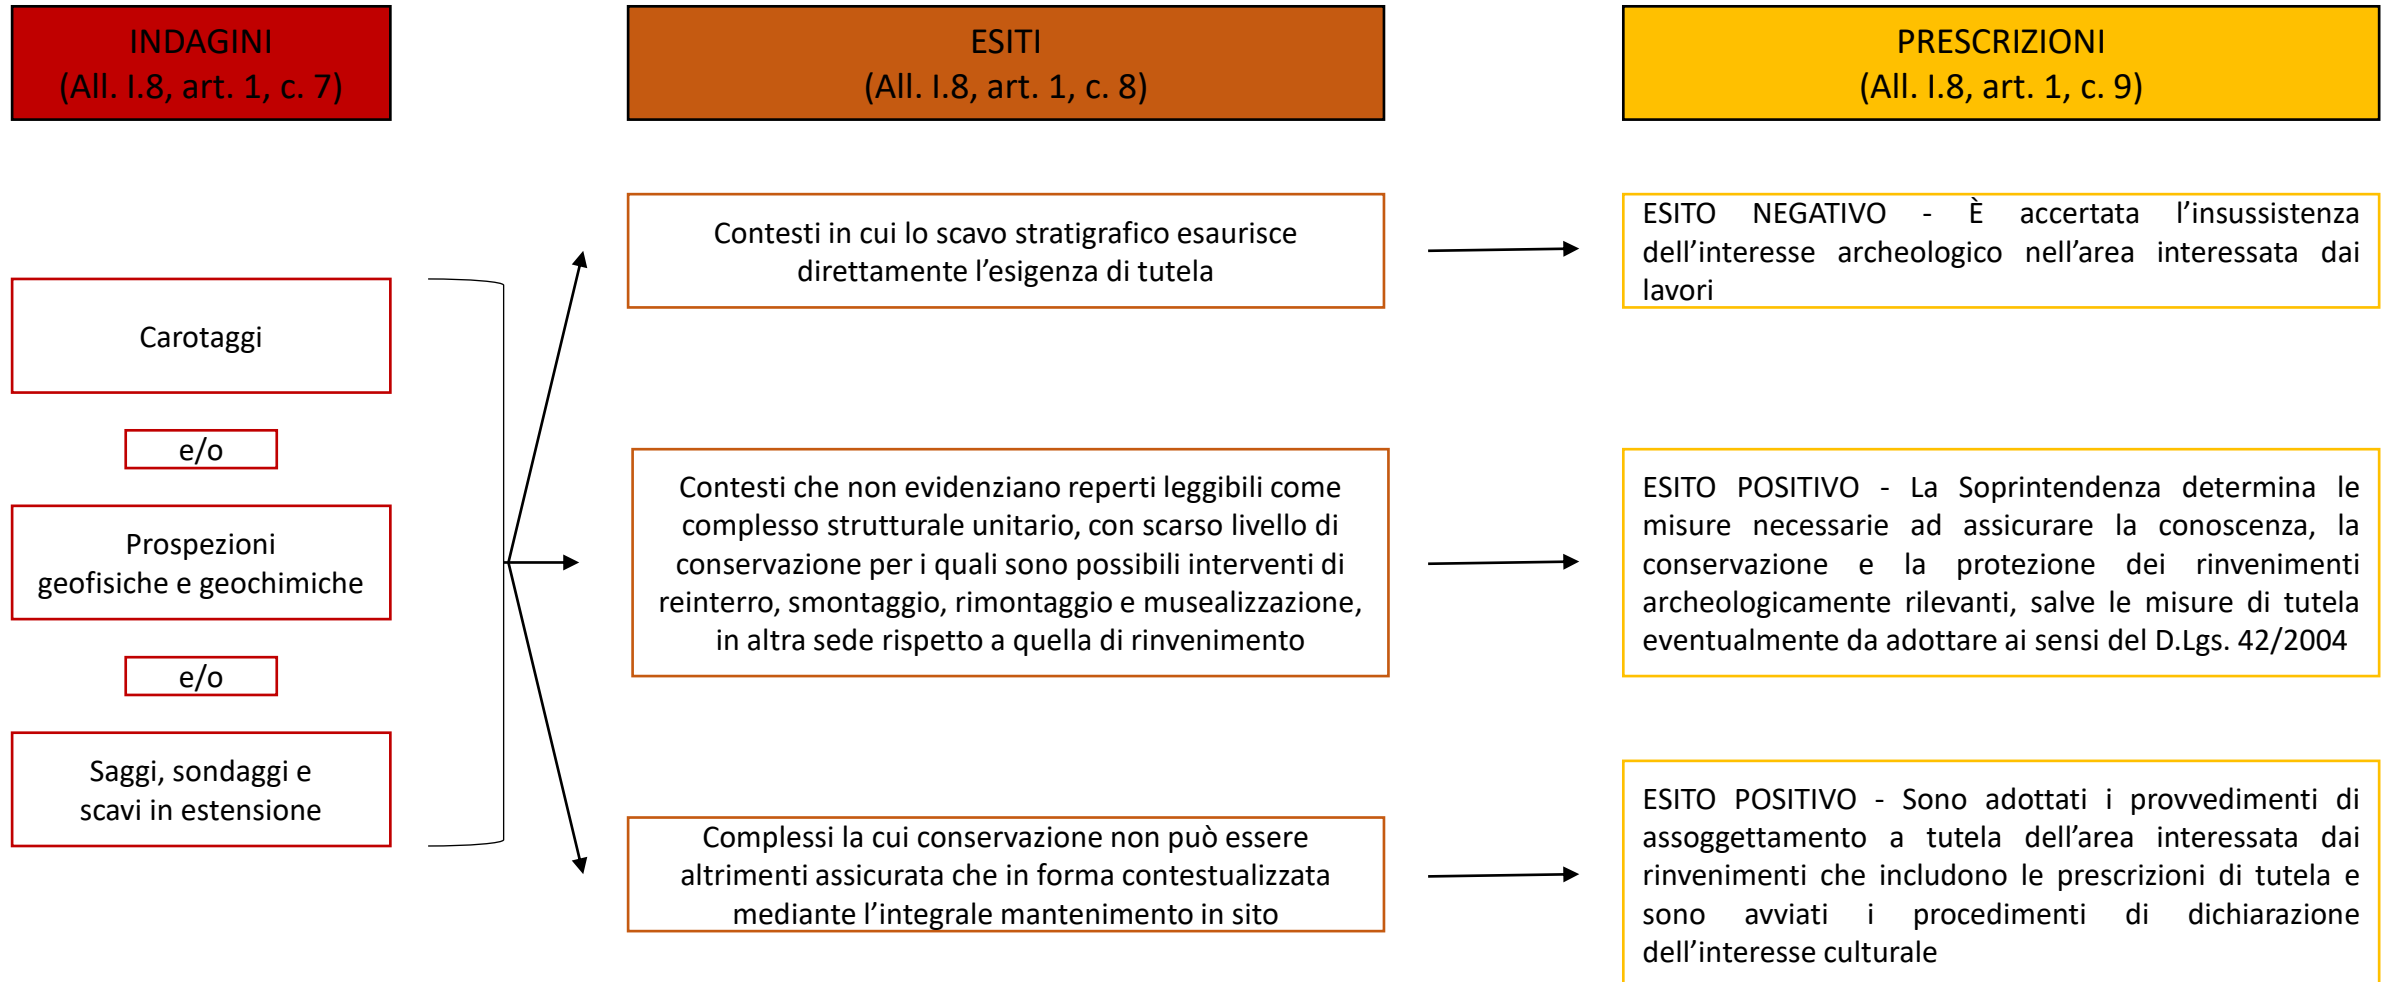 INDAGINI
(All. I.8, art. 1, c. 7)
ESITI
(All. I.8, art. 1, c. 8)
PRESCRIZIONI
(All. I.8, art. 1, c. 9)
Carotaggi
e/o
Prospezioni
geofisiche e geochimiche
e/o
Saggi, sondaggi e
scavi in estensione
Contesti in cui lo scavo stratigrafico esaurisce
direttamente l’esigenza di tutela
Contesti che non evidenziano reperti leggibili come
complesso strutturale unitario, con scarso livello di
conservazione per i quali sono possibili interventi di
reinterro, smontaggio, rimontaggio e musealizzazione,
in altra sede rispetto a quella di rinvenimento
Complessi la cui conservazione non può essere
altrimenti assicurata che in forma contestualizzata
mediante l’integrale mantenimento in sito
ESITO NEGATIVO - È accertata l’insussistenza
dell’interesse archeologico nell’area interessata dai
lavori
ESITO POSITIVO - La Soprintendenza determina le
misure necessarie ad assicurare la conoscenza, la
conservazione e la protezione dei rinvenimenti
archeologicamente rilevanti, salve le misure di tutela
eventualmente da adottare ai sensi del D.Lgs. 42/2004
ESITO POSITIVO - Sono adottati i provvedimenti di
assoggettamento a tutela dell’area interessata dai
rinvenimenti che includono le prescrizioni di tutela e
sono avviati i procedimenti di dichiarazione
dell’interesse culturale